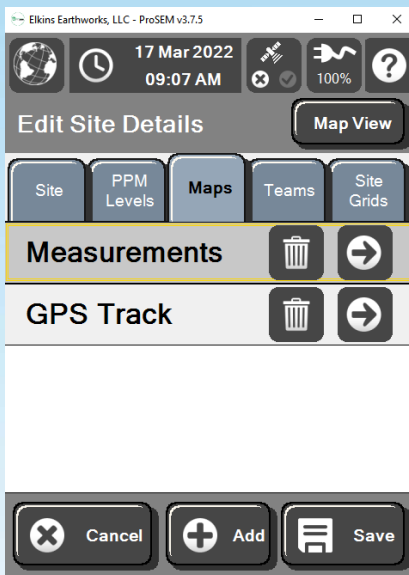 Elkins Earthworks, LLC - ProSEM v3.7.5
17 Mar 2022
09:07 AM
100%
?
Edit Site Details
Map View
Site
PPM
Levels
Maps
Teams
Site
Grids
Measurements
GPS Track
Cancel
Add
Save